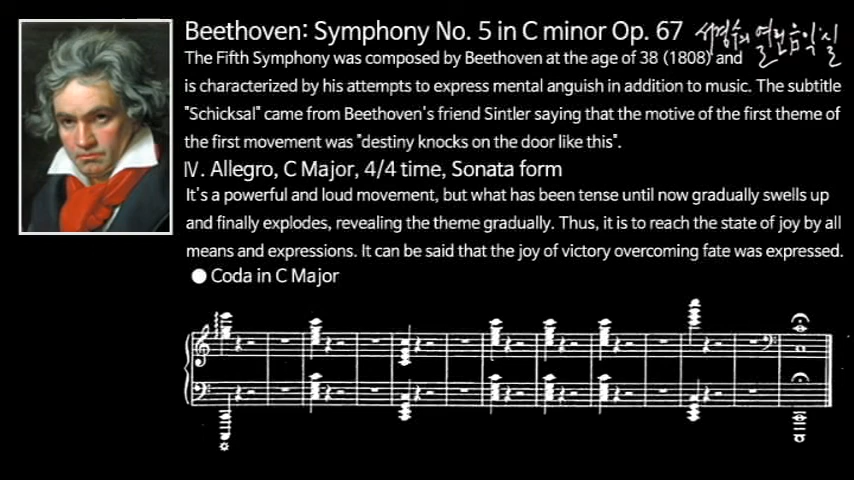 Beethoven: Symphony No. 5 in C minor Op. 67 서경수의 열린음악실
The Fifth Symphony was composed by Beethoven at the age of 38 (1808) and
is characterized by his attempts to express mental anguish in addition to music. The subtitle
"Schicksal" came from Beethoven's friend Sintler saying that the motive of the first theme of
the first movement was "destiny knocks on the door like this".
Ⅳ. Allegro, C Major, 4/4 time, Sonata form
It's a powerful and loud movement, but what has been tense until now gradually swells up
and finally explodes, revealing the theme gradually. Thus, it is to reach the state of joy by all
means and expressions. It can be said that the joy of victory overcoming fate was expressed.
● Coda in C Major